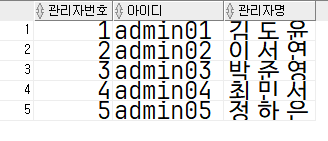 관리자번호 아이디 관리자명
1 1 admin01 김도윤
2 2 admin02 이서연
3 3 admin03 박준영
4 4 admin04 최민서
5 5 admin05 정하은